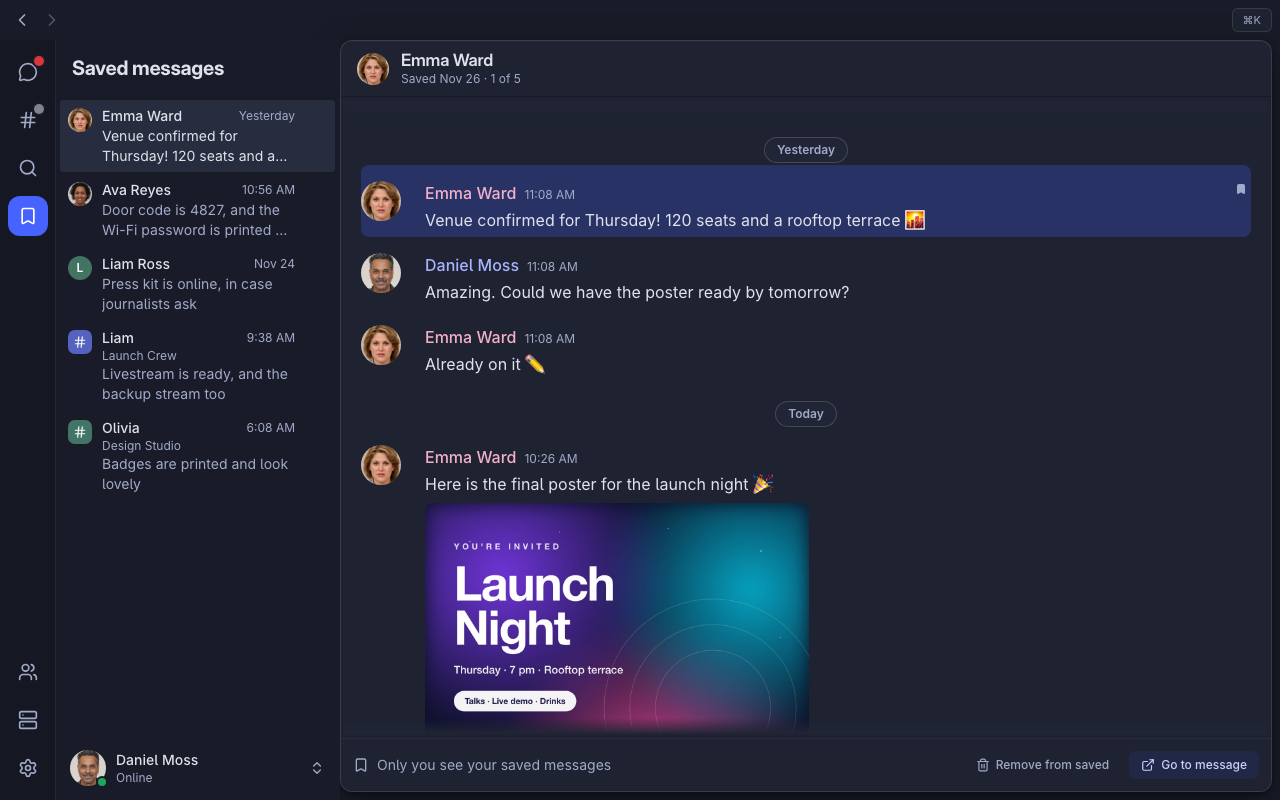 ⌘K
Saved messages
Emma Ward Yesterday
Venue confirmed for
Thursday! 120 seats and a...
Ava Reyes 10:56 AM
Door code is 4827, and the
Wi-Fi password is printed ...
L
Liam Ross Nov 24
Press kit is online, in case
journalists ask
Liam 9:38 AM
Launch Crew
Livestream is ready, and the
backup stream too
Olivia 6:08 AM
Design Studio
Badges are printed and look
lovely
Daniel Moss
Online
Emma Ward
Saved Nov 26 · 1 of 5
Yesterday
Emma Ward 11:08 AM
Venue confirmed for Thursday! 120 seats and a rooftop terrace 🌇
Daniel Moss 11:08 AM
Amazing. Could we have the poster ready by tomorrow?
Emma Ward 11:08 AM
Already on it ✏️
Today
Emma Ward 10:26 AM
Here is the final poster for the launch night 🎉
YOU'RE INVITED
Launch
Night
Thursday · 7 pm · Rooftop terrace
Talks · Live demo · Drinks
Only you see your saved messages
Remove from saved
Go to message